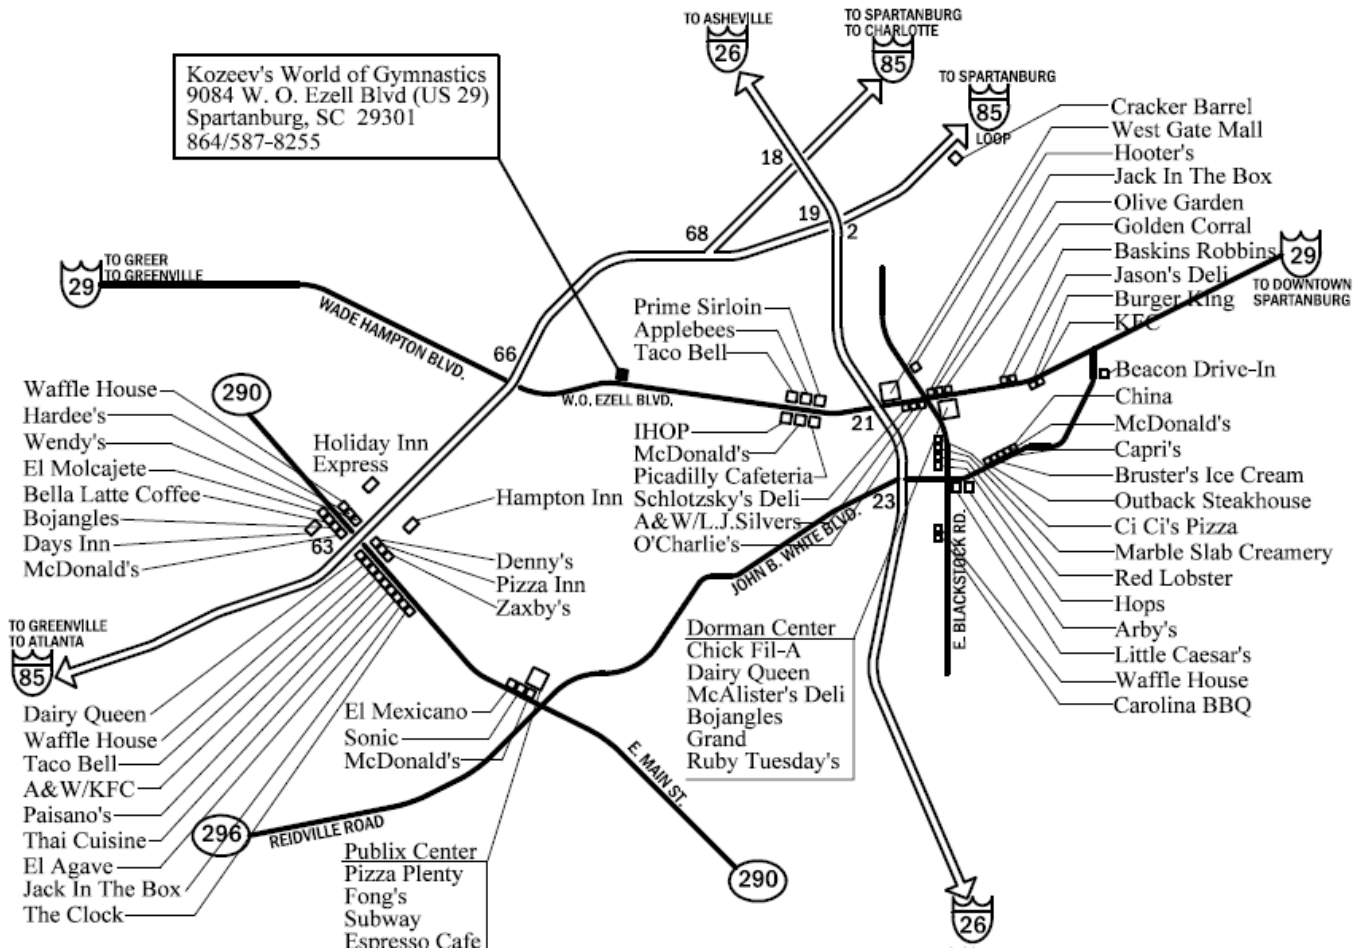 TO ASHEVILLE
26
TO SPARTANBURG
TO CHARLOTTE
85
TO SPARTANBURG
85
LOOP
Kozeev's World of Gymnastics
9084 W. O. Ezell Blvd (US 29)
Spartanburg, SC 29301
864/587-8255
18
19
2
68
66
21
23
63
Cracker Barrel
West Gate Mall
Hooter's
Jack In The Box
Olive Garden
Golden Corral
Baskins Robbins
Jason's Deli
Burger King
KFC
29
TO DOWNTOWN
SPARTANBURG
29
TO GREER
TO GREENVILLE
WADE HAMPTON BLVD.
W.O. EZELL BLVD.
Prime Sirloin
Applebees
Taco Bell
IHOP
McDonald's
Picadilly Cafeteria
Schlotzsky's Deli
A&W/L.J.Silvers
O'Charlie's
JOHN B. WHITE BLVD.
E. BLACKSTOCK RD.
Beacon Drive-In
China
McDonald's
Capri's
Bruster's Ice Cream
Outback Steakhouse
Ci Ci's Pizza
Marble Slab Creamery
Red Lobster
Hops
Arby's
Little Caesar's
Waffle House
Carolina BBQ
Waffle House
Hardee's
Wendy's
El Molcajete
Bella Latte Coffee
Bojangles
Days Inn
McDonald's
290
Holiday Inn
Express
Hampton Inn
Denny's
Pizza Inn
Zaxby's
TO GREENVILLE
TO ATLANTA
85
Dairy Queen
Waffle House
Taco Bell
A&W/KFC
Paisano's
Thai Cuisine
El Agave
Jack In The Box
The Clock
296
REIDVILLE ROAD
El Mexicano
Sonic
McDonald's
E. MAIN ST.
290
Publix Center
Pizza Plenty
Fong's
Subway
Espresso Cafe
Dorman Center
Chick Fil-A
Dairy Queen
McAlister's Deli
Bojangles
Grand
Ruby Tuesday's
26